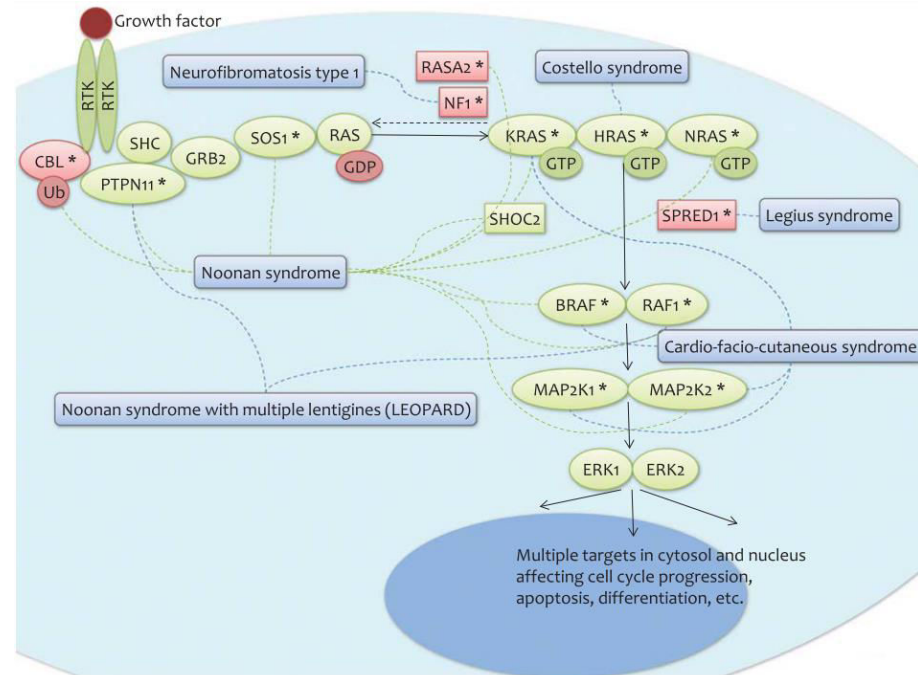 Growth factor
RTK
RTK
Neurofibromatosis type 1
RASA2 *
NF1 *
Costello syndrome
CBL *
Ub
SHC
PTPN11 *
GRB2
SOS1 *
RAS
GDP
KRAS *
GTP
HRAS *
GTP
NRAS *
GTP
SHOC2
SPRED1 *
Legius syndrome
Noonan syndrome
BRAF *
RAF1 *
Cardio-facio-cutaneous syndrome
MAP2K1 *
MAP2K2 *
Noonan syndrome with multiple lentigines (LEOPARD)
ERK1
ERK2
Multiple targets in cytosol and nucleus
affecting cell cycle progression,
apoptosis, differentiation, etc.